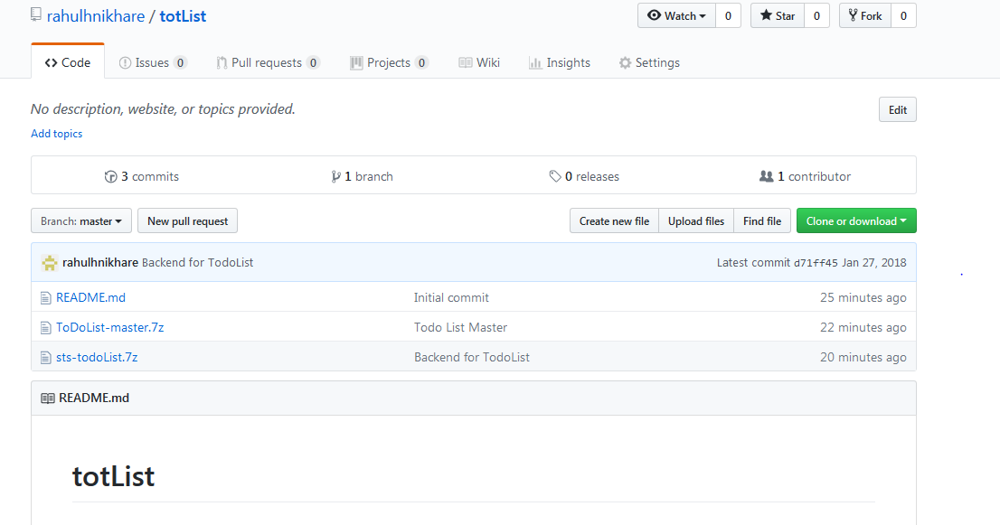 rahulhnikhare / totList
Watch 0 Star 0 Fork 0
Code Issues 0 Pull requests 0 Projects 0 Wiki Insights Settings
No description, website, or topics provided. Edit
Add topics
3 commits 1 branch 0 releases 1 contributor
Branch: master New pull request Create new file Upload files Find file Clone or download
rahulhnikhare Backend for TodoList Latest commit d71ff45 Jan 27, 2018
README.md Initial commit 25 minutes ago
ToDoList-master.7z Todo List Master 22 minutes ago
sts-todoList.7z Backend for TodoList 20 minutes ago
README.md
totList